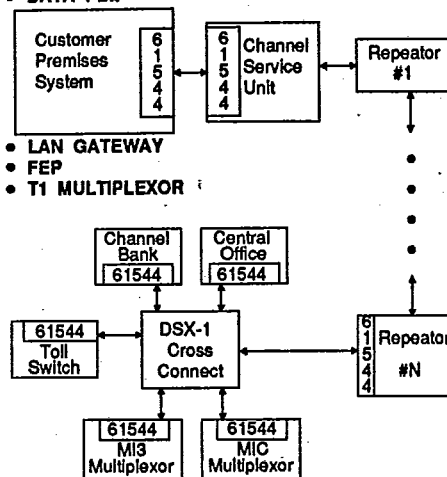 Customer
Premises
System
6
1
5
4
4
6
1
5
4
4
Channel
Service
Unit
Repeator
#1
● LAN GATEWAY
● FEP
● T1 MULTIPLEXOR
Channel
Bank
61544
Central
Office
61544
61544
Toll
Switch
DSX-1
Cross
Connect
6
1
5
4
4
Repeator
#N
61544
MI3
Multiplexor
61544
MIC
Multiplexor